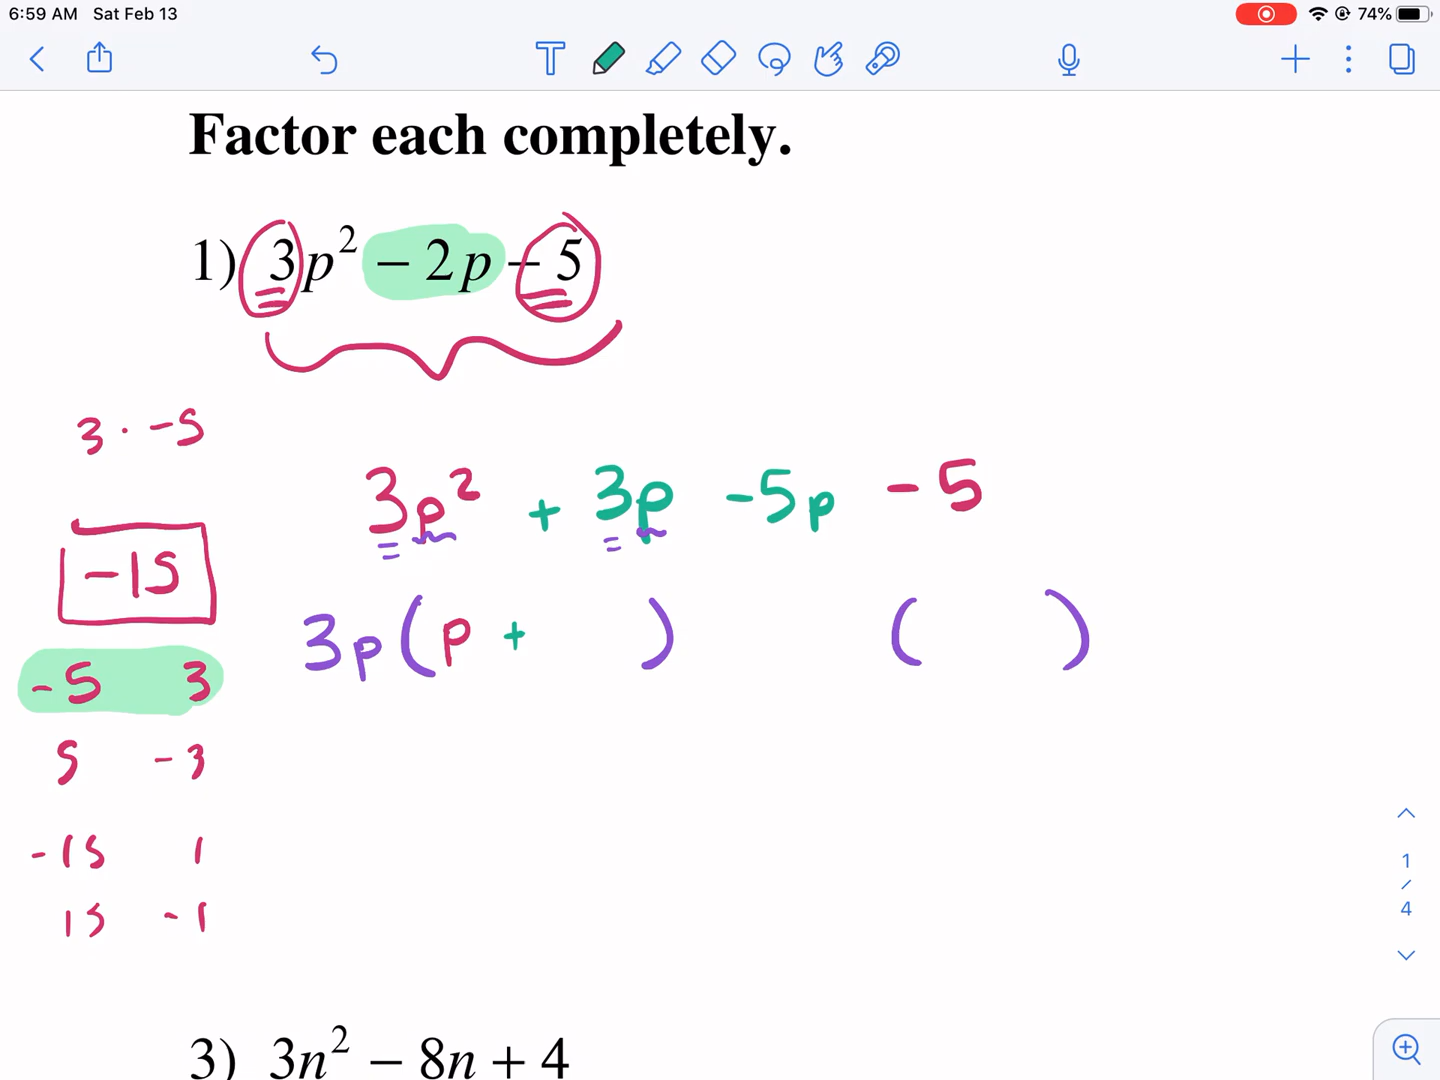 6:59 AM Sat Feb 13
74%
T
Factor each completely.
1) 3p² − 2p − 5
3 · -5
3p² + 3p -5p - 5
-15
3p ( p + ) ( )
-5 3
5 -3
-15 1
15 -1
1
/
4
3) 3n² − 8n + 4